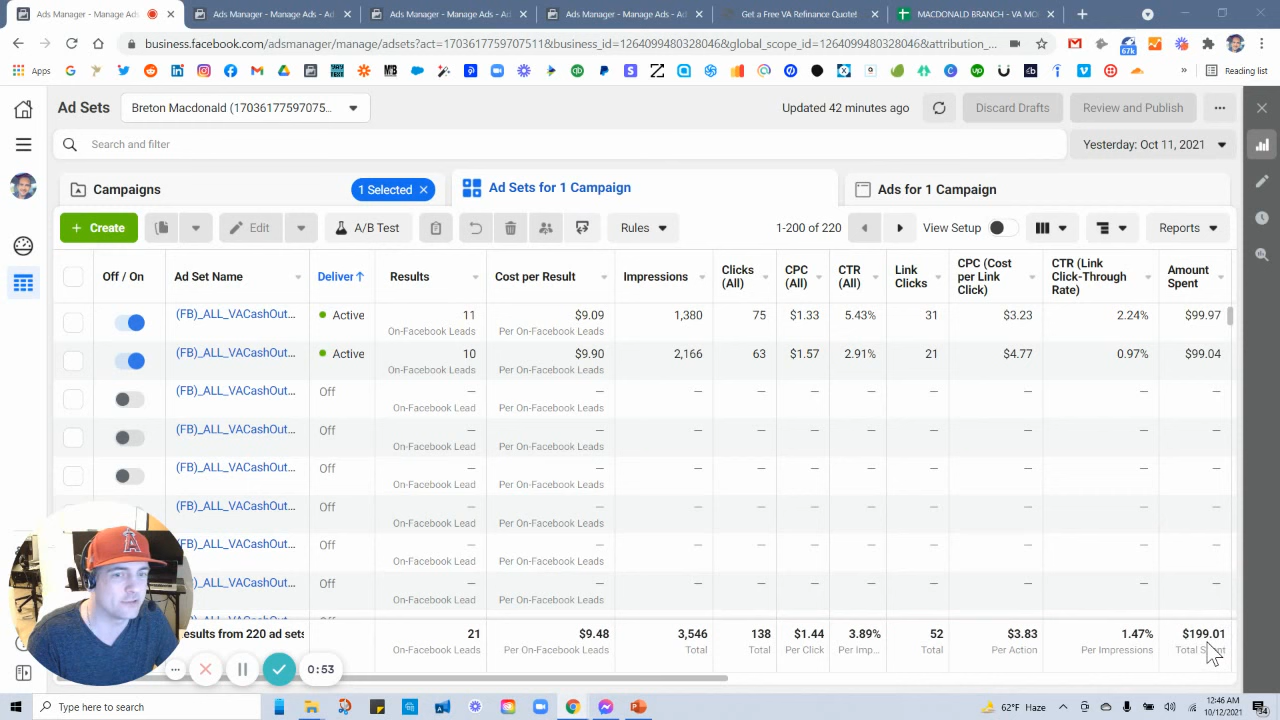 Ads Manager - Manage Ads -
Ads Manager - Manage Ads - Ad
Ads Manager - Manage Ads - Ad
Ads Manager - Manage Ads - Ad
Get a Free VA Refinance Quote!
MACDONALD BRANCH - VA MO
business.facebook.com/adsmanager/manage/adsets?act=170361775970751&business_id=1264099480328046&global_scope_id=1264099480328046&attribution_...
67k
Apps
Reading list
Ad Sets
Breton Macdonald (17036177597075...
Updated 42 minutes ago
Discard Drafts
Review and Publish
Search and filter
Yesterday: Oct 11, 2021
Campaigns
1 Selected
Ad Sets for 1 Campaign
Ads for 1 Campaign
+ Create
Edit
A/B Test
Rules
1-200 of 220
View Setup
Reports
Off / On
Ad Set Name
Deliver↑
Results
Cost per Result
Impressions
Clicks (All)
CPC (All)
CTR (All)
Link Clicks
CPC (Cost per Link Click)
CTR (Link Click-Through Rate)
Amount Spent
(FB)_ALL_VACashOut... Active 11 $9.09 1,380 75 $1.33 5.43% 31 $3.23 2.24% $99.97
On-Facebook Leads Per On-Facebook Leads
(FB)_ALL_VACashOut... Active 10 $9.90 2,166 63 $1.57 2.91% 21 $4.77 0.97% $99.04
On-Facebook Leads Per On-Facebook Leads
(FB)_ALL_VACashOut... Off — — — — — — — — — —
On-Facebook Lead Per On-Facebook Leads
(FB)_ALL_VACashOut... Off — — — — — — — — — —
On-Facebook Lead Per On-Facebook Leads
(FB)_ALL_VACashOut... Off — — — — — — — — — —
On-Facebook Lead Per On-Facebook Leads
(FB)_ALL_VACashOut... Off — — — — — — — — — —
On-Facebook Lead Per On-Facebook Leads
(FB)_ALL_VACashOut... Off — — — — — — — — — —
On-Facebook Lead Per On-Facebook Leads
(FB)_ALL_VACashOut... Off — — — — — — — — — —
On-Facebook Lead Per On-Facebook Leads
esults from 220 ad sets 21 $9.48 3,546 138 $1.44 3.89% 52 $3.83 1.47% $199.01
On-Facebook Leads Per On-Facebook Leads Total Total Per Click Per Imp... Total Per Action Per Impressions Total Spent
0:53
Type here to search
62°F Haze
12:46 AM
10/12/2021